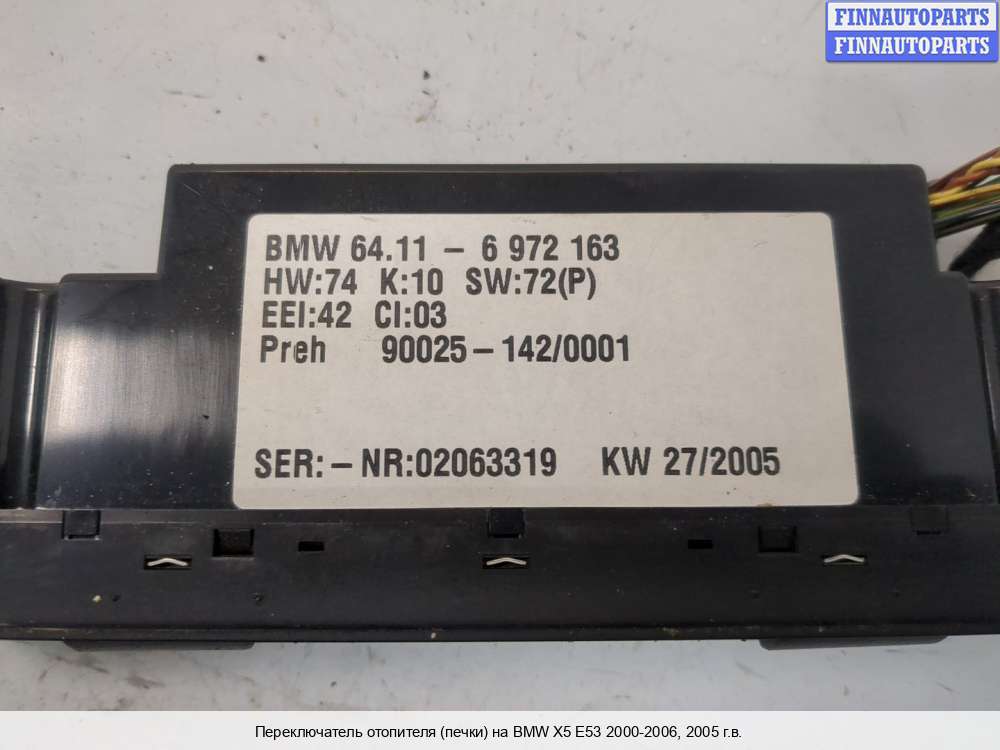 FINNAUTOPARTS
FINNAUTOPARTS
BMW 64.11 - 6 972 163
HW:74 K:10 SW:72(P)
EEI:42 CI:03
Preh 90025-142/0001
SER:-NR:02063319 KW 27/2005
Переключатель отопителя (печки) на BMW X5 E53 2000-2006, 2005 г.в.